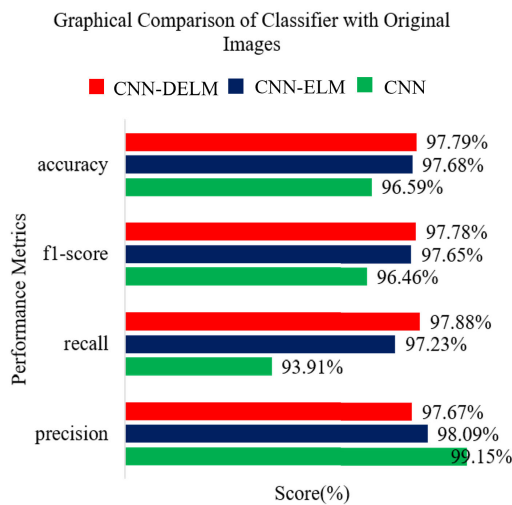 Graphical Comparison of Classifier with Original
Images
CNN-DELM CNN-ELM CNN
accuracy
97.79%
97.68%
96.59%
f1-score
97.78%
97.65%
96.46%
recall
97.88%
97.23%
93.91%
precision
97.67%
98.09%
99.15%
Performance Metrics
Score(%)